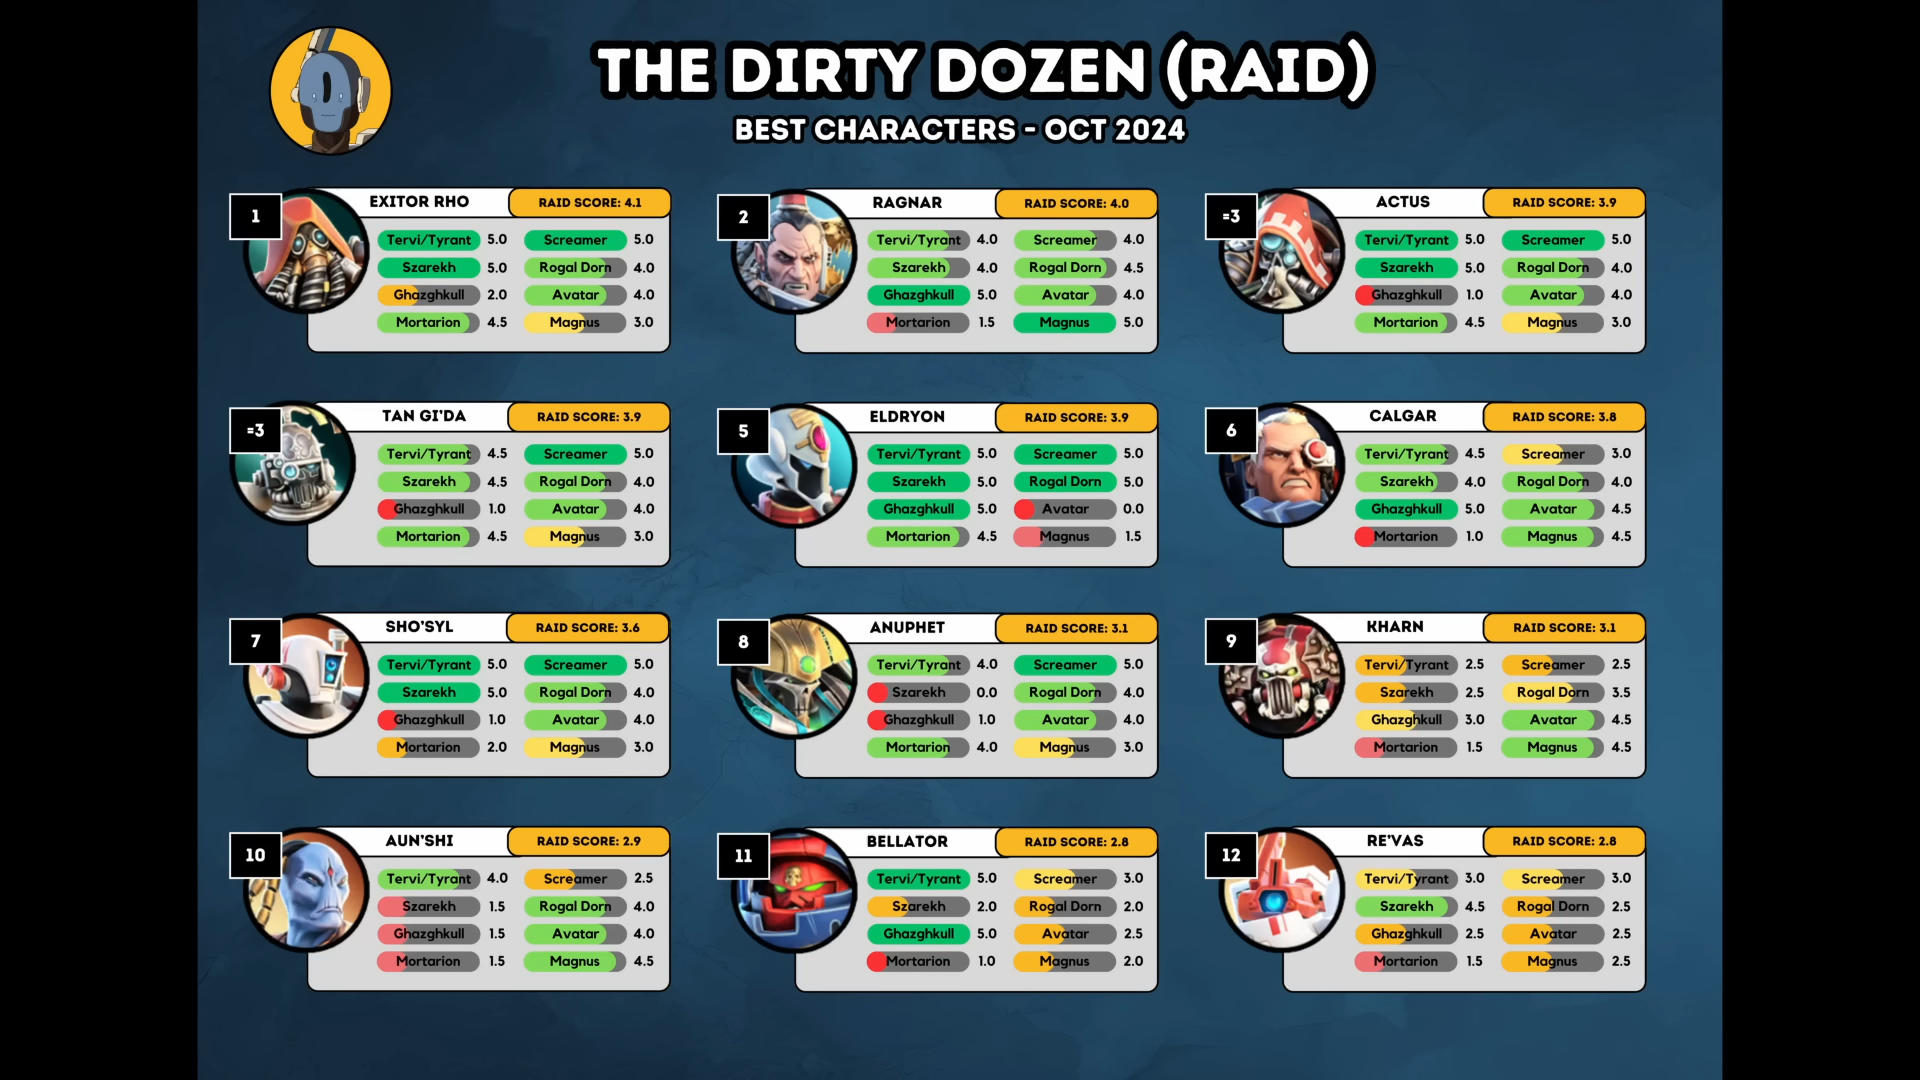 THE DIRTY DOZEN (RAID)
BEST CHARACTERS - OCT 2024
1
EXITOR RHO
RAID SCORE: 4.1
Tervi/Tyrant 5.0 Screamer 5.0
Szarekh 5.0 Rogal Dorn 4.0
Ghazghkull 2.0 Avatar 4.0
Mortarion 4.5 Magnus 3.0
2
RAGNAR
RAID SCORE: 4.0
Tervi/Tyrant 4.0 Screamer 4.0
Szarekh 4.0 Rogal Dorn 4.5
Ghazghkull 5.0 Avatar 4.0
Mortarion 1.5 Magnus 5.0
=3
ACTUS
RAID SCORE: 3.9
Tervi/Tyrant 5.0 Screamer 5.0
Szarekh 5.0 Rogal Dorn 4.0
Ghazghkull 1.0 Avatar 4.0
Mortarion 4.5 Magnus 3.0
=3
TAN GI'DA
RAID SCORE: 3.9
Tervi/Tyrant 4.5 Screamer 5.0
Szarekh 4.5 Rogal Dorn 4.0
Ghazghkull 1.0 Avatar 4.0
Mortarion 4.5 Magnus 3.0
5
ELDRYON
RAID SCORE: 3.9
Tervi/Tyrant 5.0 Screamer 5.0
Szarekh 5.0 Rogal Dorn 5.0
Ghazghkull 5.0 Avatar 0.0
Mortarion 4.5 Magnus 1.5
6
CALGAR
RAID SCORE: 3.8
Tervi/Tyrant 4.5 Screamer 3.0
Szarekh 4.0 Rogal Dorn 4.0
Ghazghkull 5.0 Avatar 4.5
Mortarion 1.0 Magnus 4.5
7
SHO'SYL
RAID SCORE: 3.6
Tervi/Tyrant 5.0 Screamer 5.0
Szarekh 5.0 Rogal Dorn 4.0
Ghazghkull 1.0 Avatar 4.0
Mortarion 2.0 Magnus 3.0
8
ANUPHET
RAID SCORE: 3.1
Tervi/Tyrant 4.0 Screamer 5.0
Szarekh 0.0 Rogal Dorn 4.0
Ghazghkull 1.0 Avatar 4.0
Mortarion 4.0 Magnus 3.0
9
KHARN
RAID SCORE: 3.1
Tervi/Tyrant 2.5 Screamer 2.5
Szarekh 2.5 Rogal Dorn 3.5
Ghazghkull 3.0 Avatar 4.5
Mortarion 1.5 Magnus 4.5
10
AUN'SHI
RAID SCORE: 2.9
Tervi/Tyrant 4.0 Screamer 2.5
Szarekh 1.5 Rogal Dorn 4.0
Ghazghkull 1.5 Avatar 4.0
Mortarion 1.5 Magnus 4.5
11
BELLATOR
RAID SCORE: 2.8
Tervi/Tyrant 5.0 Screamer 3.0
Szarekh 2.0 Rogal Dorn 2.0
Ghazghkull 5.0 Avatar 2.5
Mortarion 1.0 Magnus 2.0
12
RE'VAS
RAID SCORE: 2.8
Tervi/Tyrant 3.0 Screamer 3.0
Szarekh 4.5 Rogal Dorn 2.5
Ghazghkull 2.5 Avatar 2.5
Mortarion 1.5 Magnus 2.5